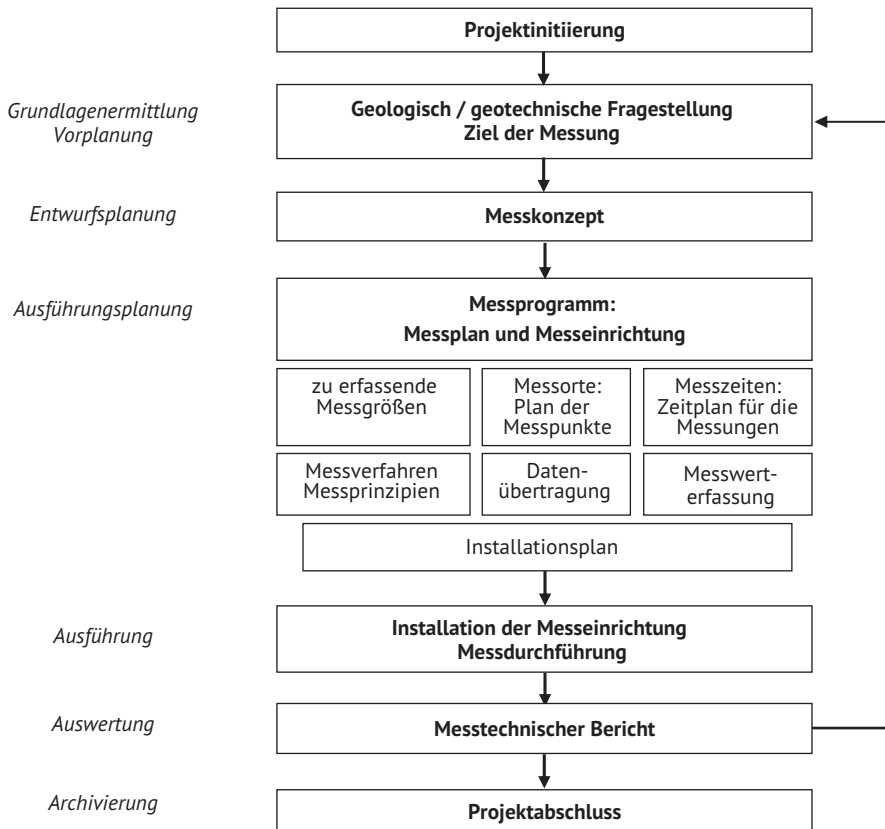 Projektinitiierung
Grundlagenermittlung
Vorplanung
Geologisch / geotechnische Fragestellung
Ziel der Messung
Entwurfsplanung
Messkonzept
Ausführungsplanung
Messprogramm:
Messplan und Messeinrichtung
zu erfassende
Messgrößen
Messorte:
Plan der
Messpunkte
Messzeiten:
Zeitplan für die
Messungen
Messverfahren
Messprinzipien
Daten-
übertragung
Messwert-
erfassung
Installationsplan
Ausführung
Installation der Messeinrichtung
Messdurchführung
Auswertung
Messtechnischer Bericht
Archivierung
Projektabschluss